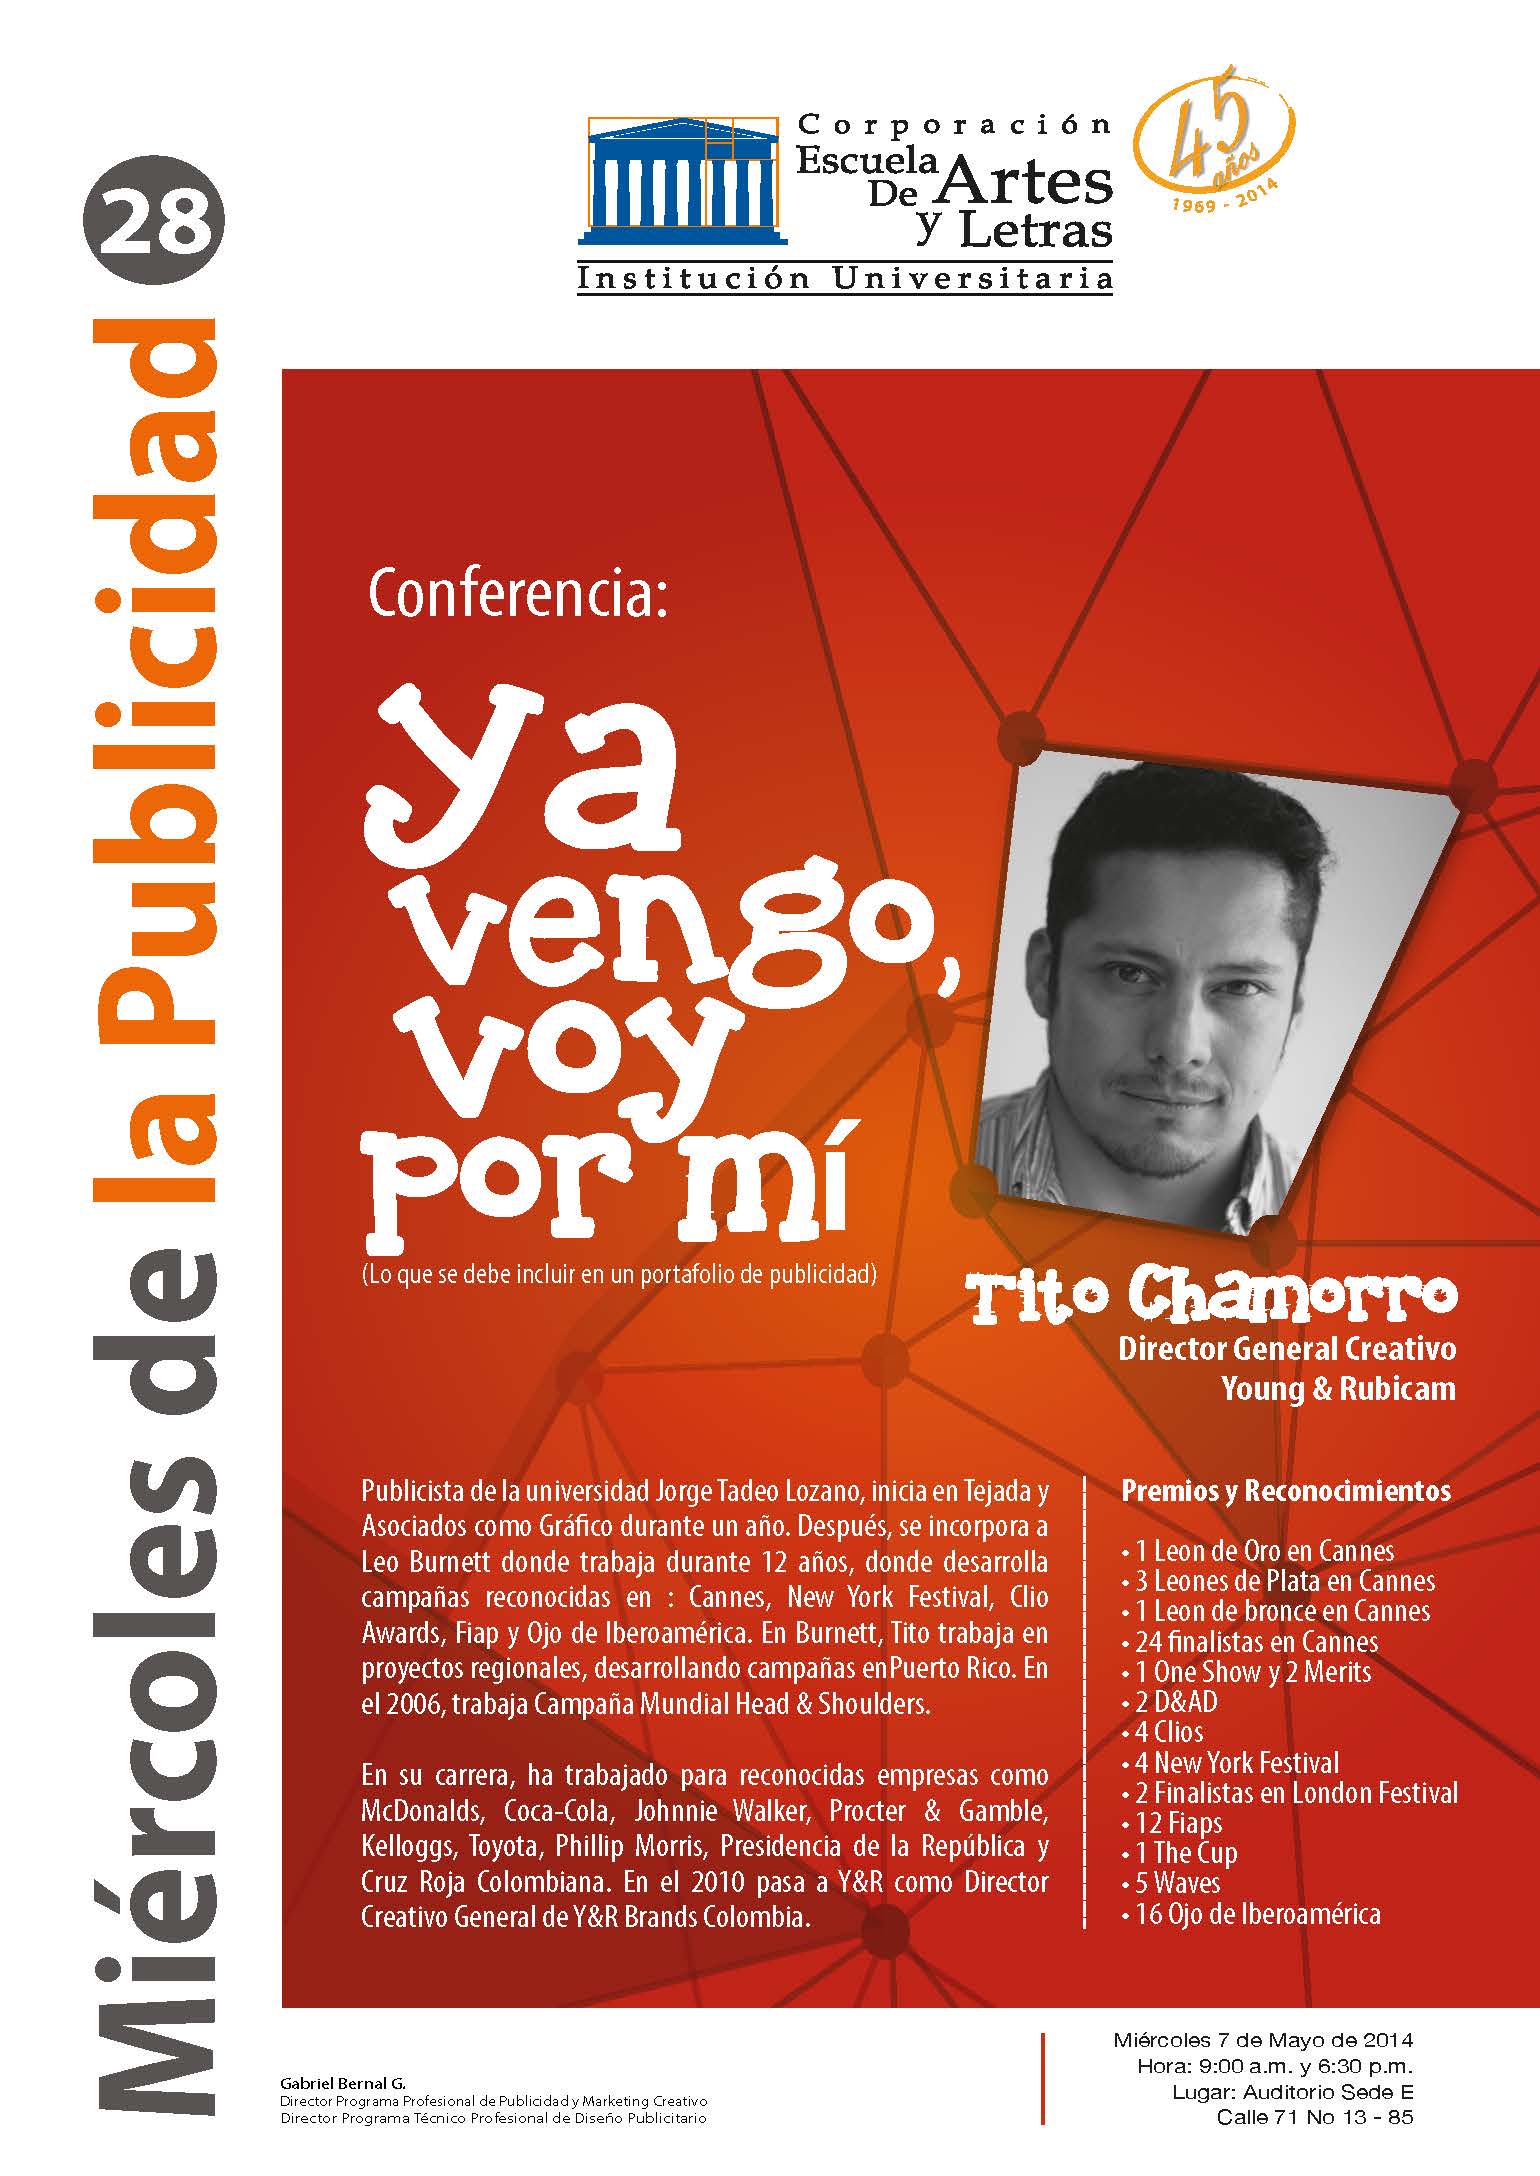 Corporación
Escuela
De Artes
y Letras
Institución Universitaria
45
años
1969 - 2014
Miércoles de la Publicidad 28
Conferencia:
ya
vengo,
voy
por mí
(Lo que se debe incluir en un portafolio de publicidad)
Tito Chamorro
Director General Creativo
Young & Rubicam
Publicista de la universidad Jorge Tadeo Lozano, inicia en Tejada y
Asociados como Gráfico durante un año. Después, se incorpora a
Leo Burnett donde trabaja durante 12 años, donde desarrolla
campañas reconocidas en : Cannes, New York Festival, Clio
Awards, Fiap y Ojo de Iberoamérica. En Burnett, Tito trabaja en
proyectos regionales, desarrollando campañas enPuerto Rico. En
el 2006, trabaja Campaña Mundial Head & Shoulders.
En su carrera, ha trabajado para reconocidas empresas como
McDonalds, Coca-Cola, Johnnie Walker, Procter & Gamble,
Kelloggs, Toyota, Phillip Morris, Presidencia de la República y
Cruz Roja Colombiana. En el 2010 pasa a Y&R como Director
Creativo General de Y&R Brands Colombia.
Premios y Reconocimientos
• 1 Leon de Oro en Cannes
• 3 Leones de Plata en Cannes
• 1 Leon de bronce en Cannes
• 24 finalistas en Cannes
• 1 One Show y 2 Merits
• 2 D&AD
• 4 Clios
• 4 New York Festival
• 2 Finalistas en London Festival
• 12 Fiaps
• 1 The Cup
• 5 Waves
• 16 Ojo de Iberoamérica
Gabriel Bernal G.
Director Programa Profesional de Publicidad y Marketing Creativo
Director Programa Técnico Profesional de Diseño Publicitario
Miércoles 7 de Mayo de 2014
Hora: 9:00 a.m. y 6:30 p.m.
Lugar: Auditorio Sede E
Calle 71 No 13 - 85